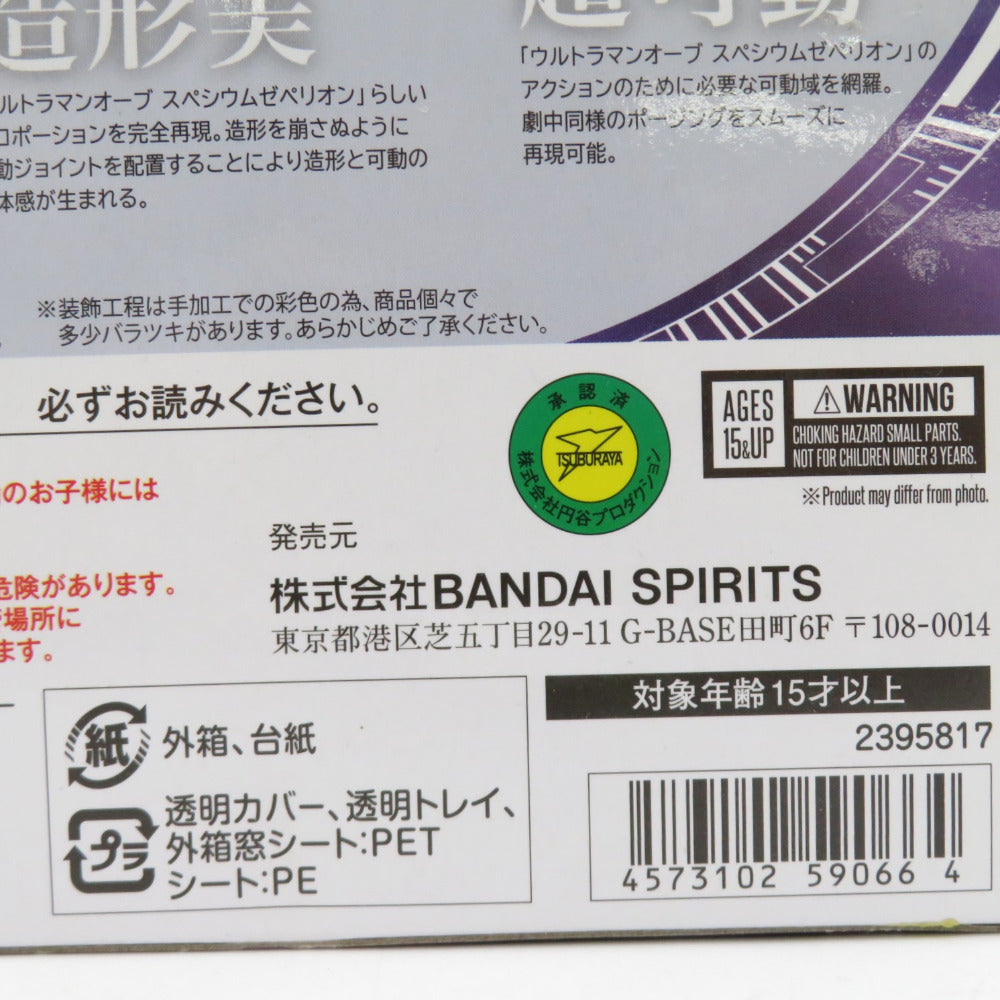 造形美
ルトラマンオーブ スペシウムゼペリオン」らしい
ロポーションを完全再現。造形を崩さぬように
動ジョイントを配置することにより造形と可動の
体感が生まれる。
超可動
「ウルトラマンオーブ スペシウムゼペリオン」の
アクションのために必要な可動域を網羅。
劇中同様のポージングをスムーズに
再現可能。
※装飾工程は手加工での彩色の為、商品個々で
多少バラツキがあります。あらかじめご了承ください。
必ずお読みください。
のお子様には
危険があります。
場所に
ます。
承認済
TSUBURAYA
株式会社円谷プロダクション
AGES
15&UP
⚠WARNING
CHOKING HAZARD SMALL PARTS.
NOT FOR CHILDREN UNDER 3 YEARS.
※Product may differ from photo.
発売元
株式会社BANDAI SPIRITS
東京都港区芝五丁目29-11 G-BASE田町6F 〒108-0014
紙
外箱、台紙
プラ
透明カバー、透明トレイ、
外箱窓シート:PET
シート:PE
対象年齢15才以上
2395817
4573102 59066 4